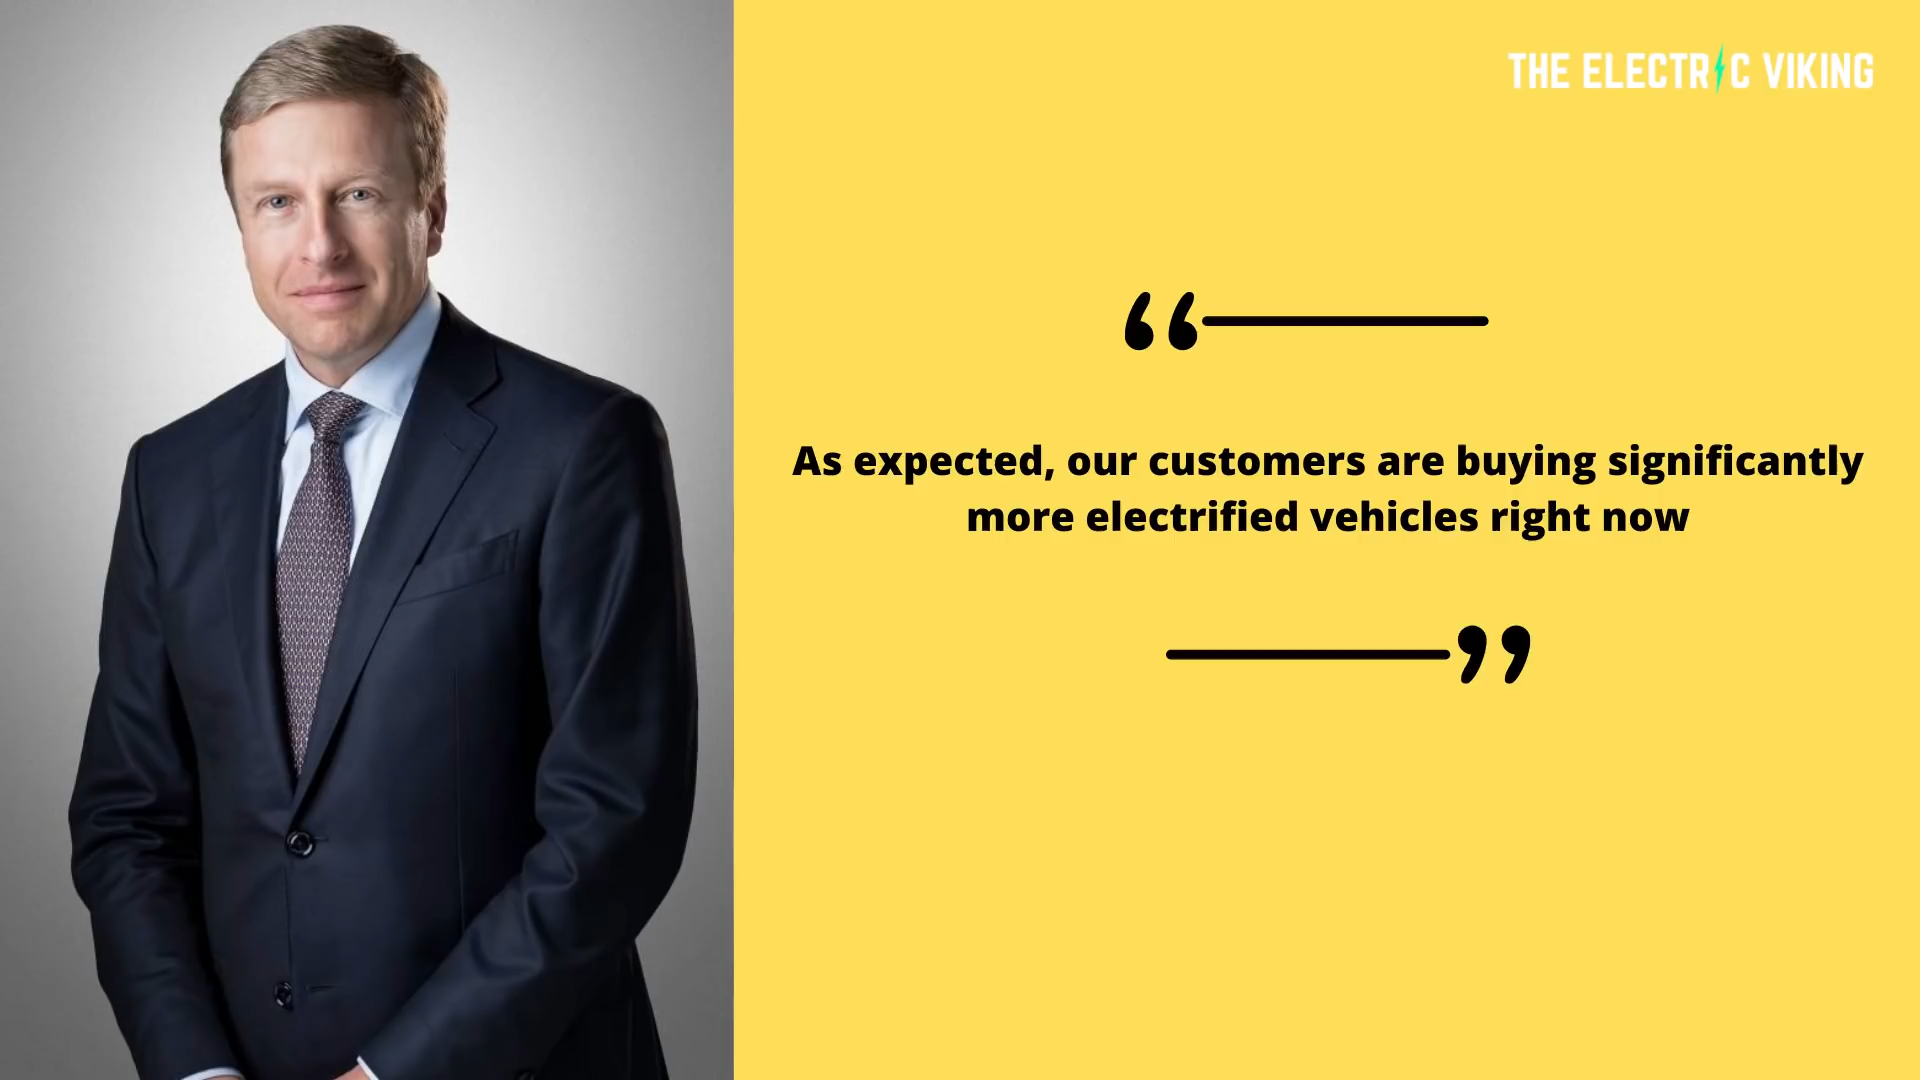 THE ELECTRIC VIKING
“
As expected, our customers are buying significantly
more electrified vehicles right now
”